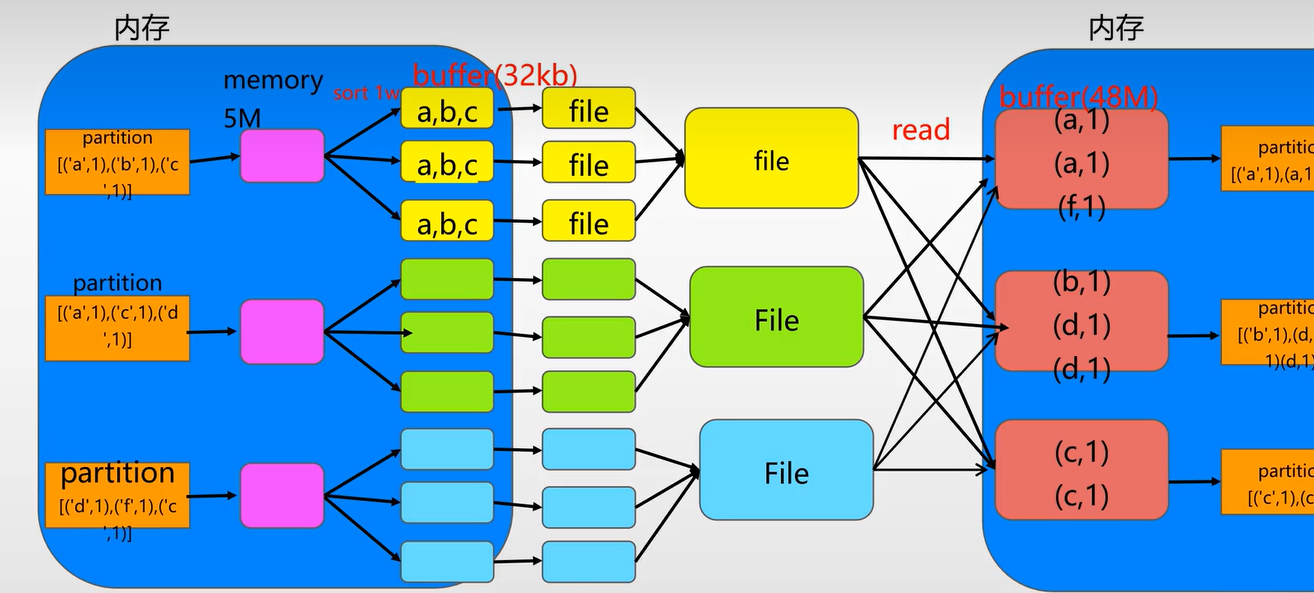 内存
内存
memory
5M
sort 1w
buffer(32kb)
buffer(48M)
partition
[('a',1),('b',1),('c
',1)]
a,b,c
file
a,b,c
file
a,b,c
file
file
read
(a,1)
(a,1)
(f,1)
partitio
[('a',1),(a,1
partition
[('a',1),('c',1),('d
',1)]
File
(b,1)
(d,1)
(d,1)
partitio
[('b',1),(d,
1)(d,1)
partition
[('d',1),('f',1),('c
',1)]
File
(c,1)
(c,1)
partitio
[('c',1),(c